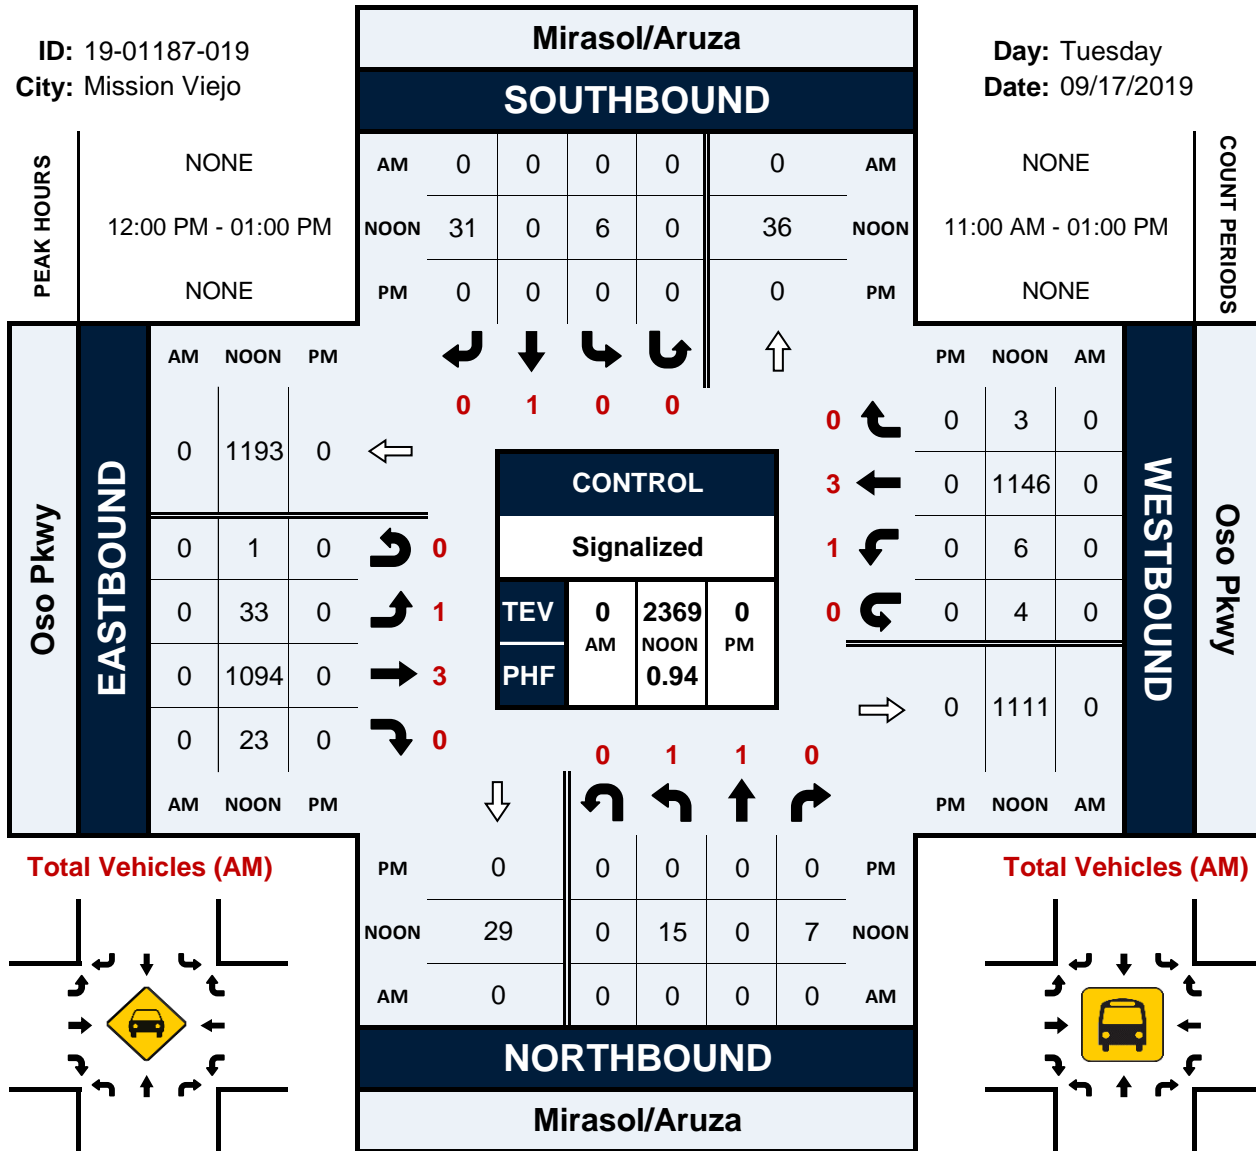 Mirasol/Aruza
ID: 19-01187-019
Day: Tuesday
City: Mission Viejo
Date: 09/17/2019
SOUTHBOUND
PEAK HOURS
NONE
AM 0 0 0 0 0 AM
NONE
COUNT PERIODS
12:00 PM - 01:00 PM
NOON 31 0 6 0 36 NOON
11:00 AM - 01:00 PM
NONE
PM 0 0 0 0 0 PM
NONE
AM NOON PM
PM NOON AM
0 1 0 0
0 0 3 0
0 1193 0
CONTROL
3 0 1146 0
Oso Pkwy
EASTBOUND
WESTBOUND
Oso Pkwy
0 1 0 0
Signalized
1 0 6 0
0 33 0 1
TEV 0 2369 0
0 0 4 0
AM NOON PM
0 1094 0 3
PHF 0.94
0 1111 0
0 23 0 0
0 1 1 0
AM NOON PM
PM NOON AM
Total Vehicles (AM)
PM 0 0 0 0 0 PM
Total Vehicles (AM)
NOON 29 0 15 0 7 NOON
AM 0 0 0 0 0 AM
NORTHBOUND
Mirasol/Aruza